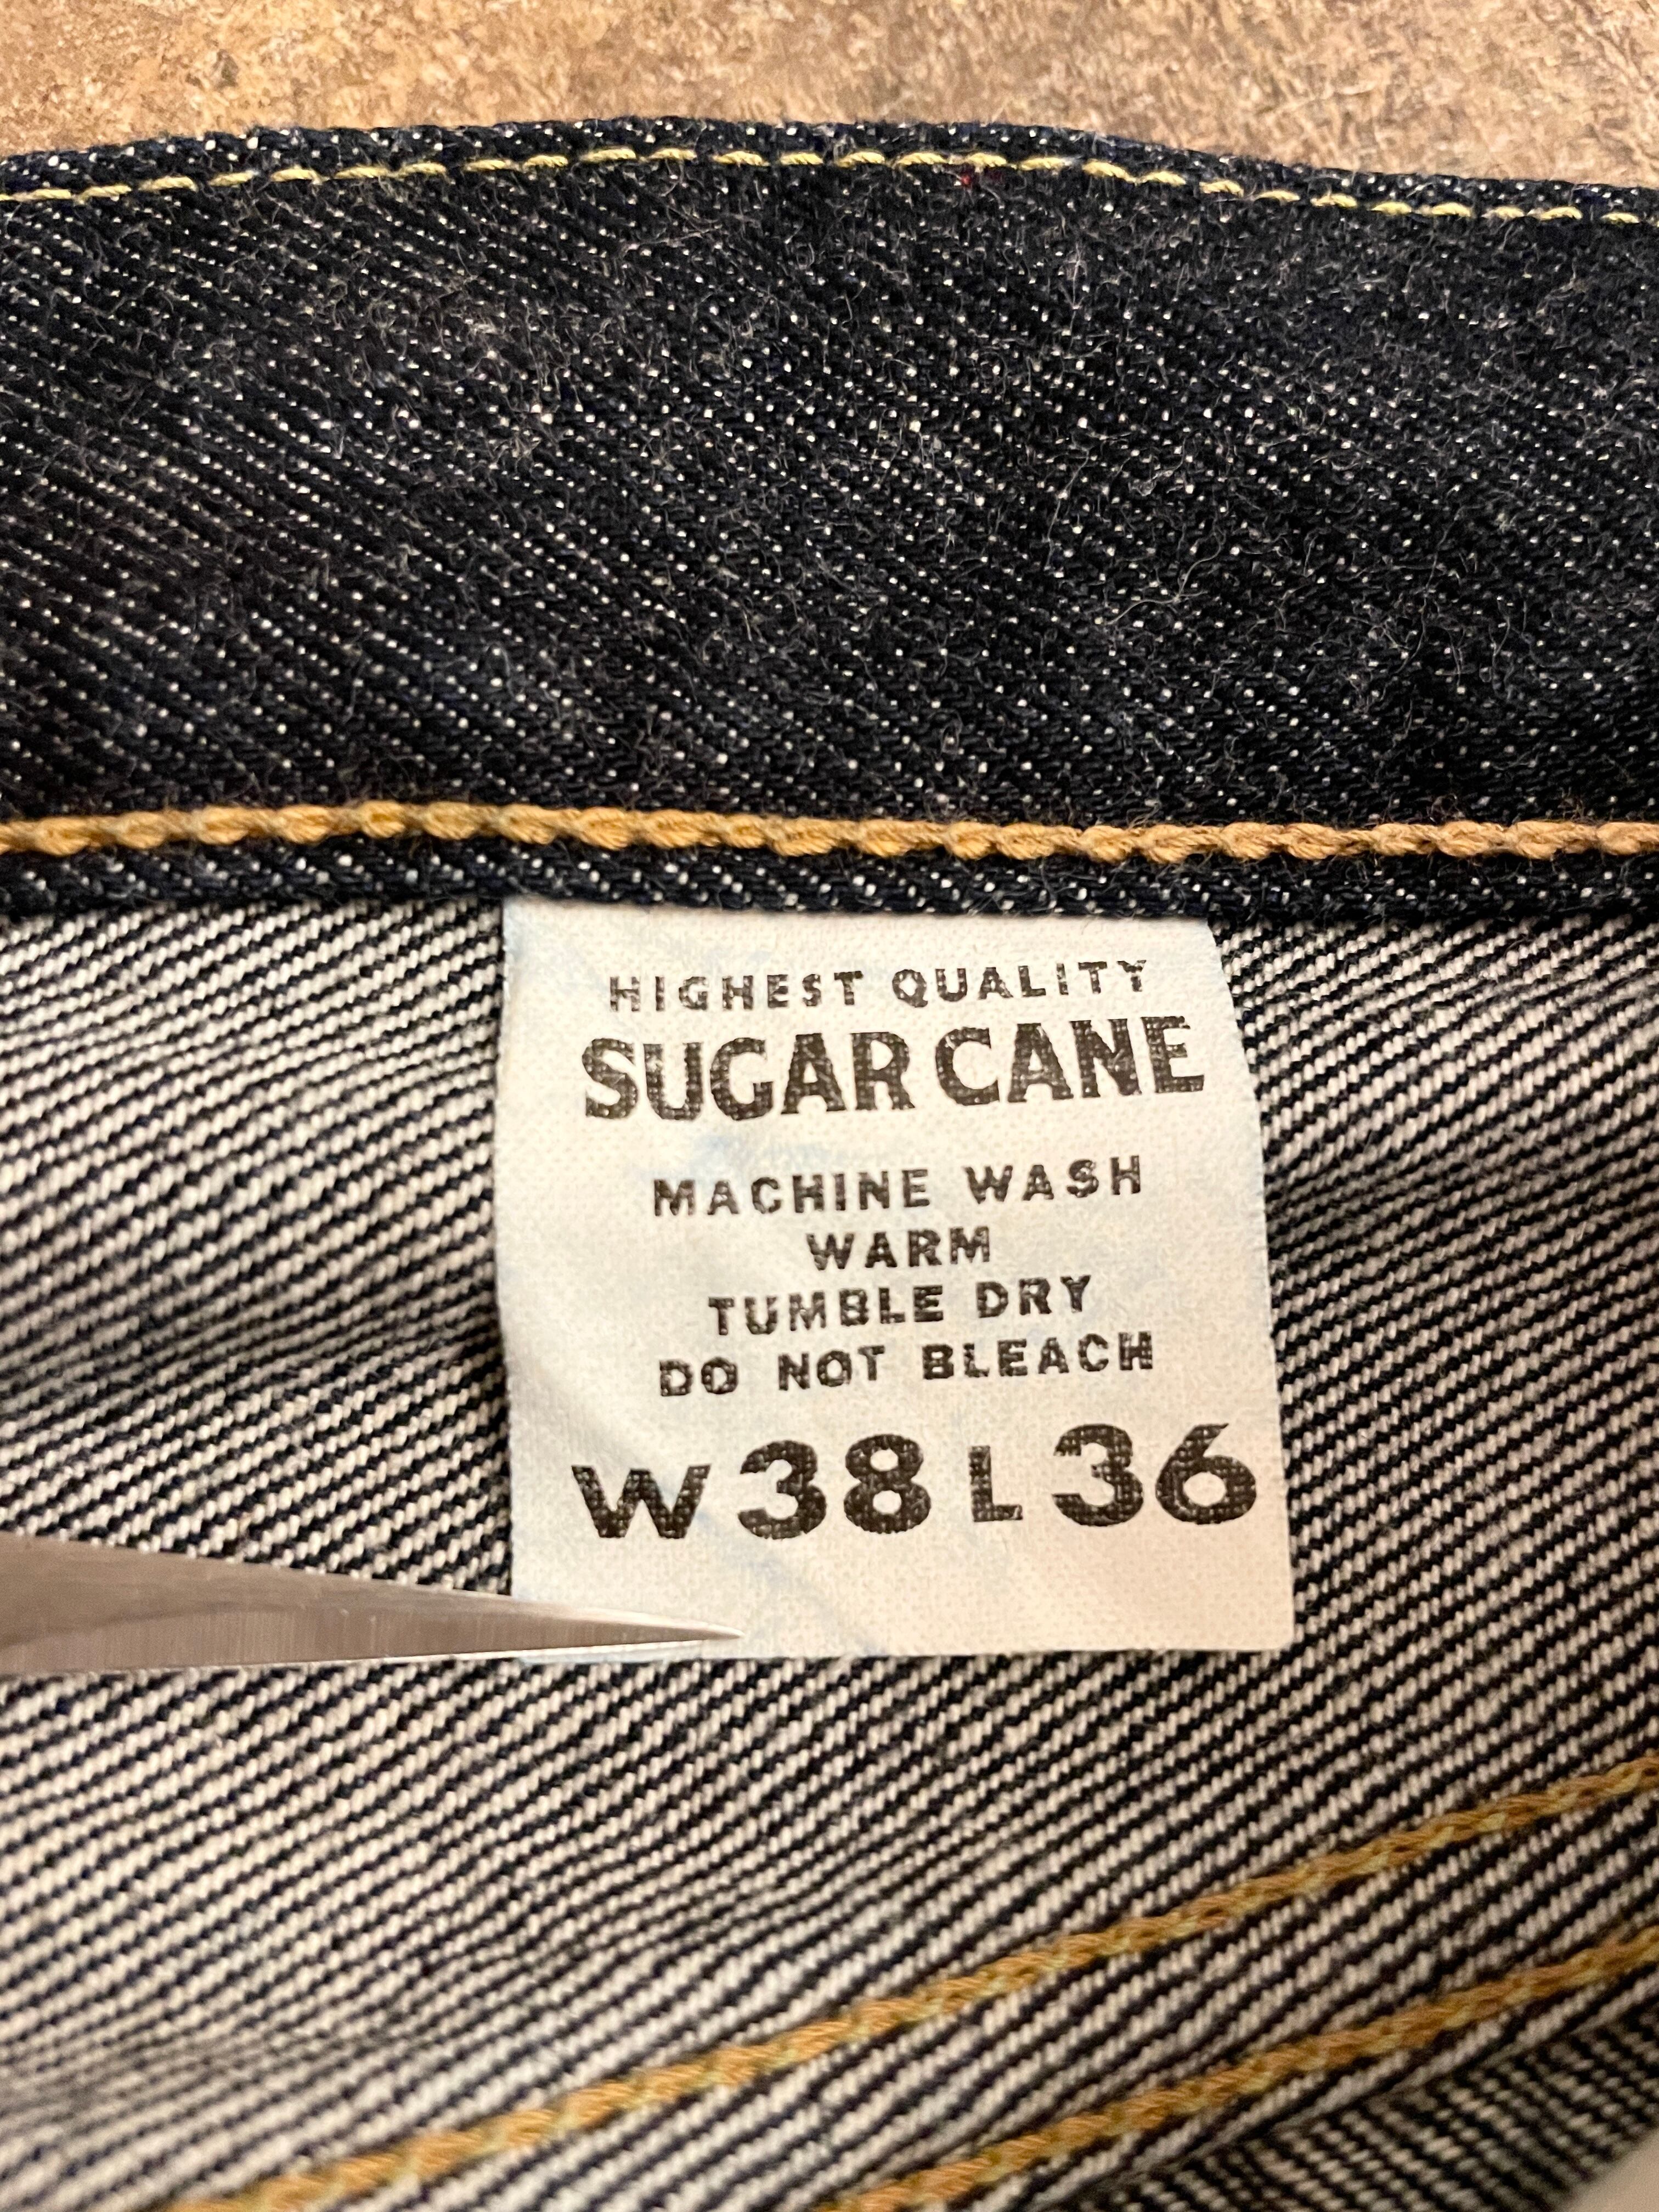 HIGHEST QUALITY
SUGAR CANE
MACHINE WASH
WARM
TUMBLE DRY
DO NOT BLEACH
W 38 L 36